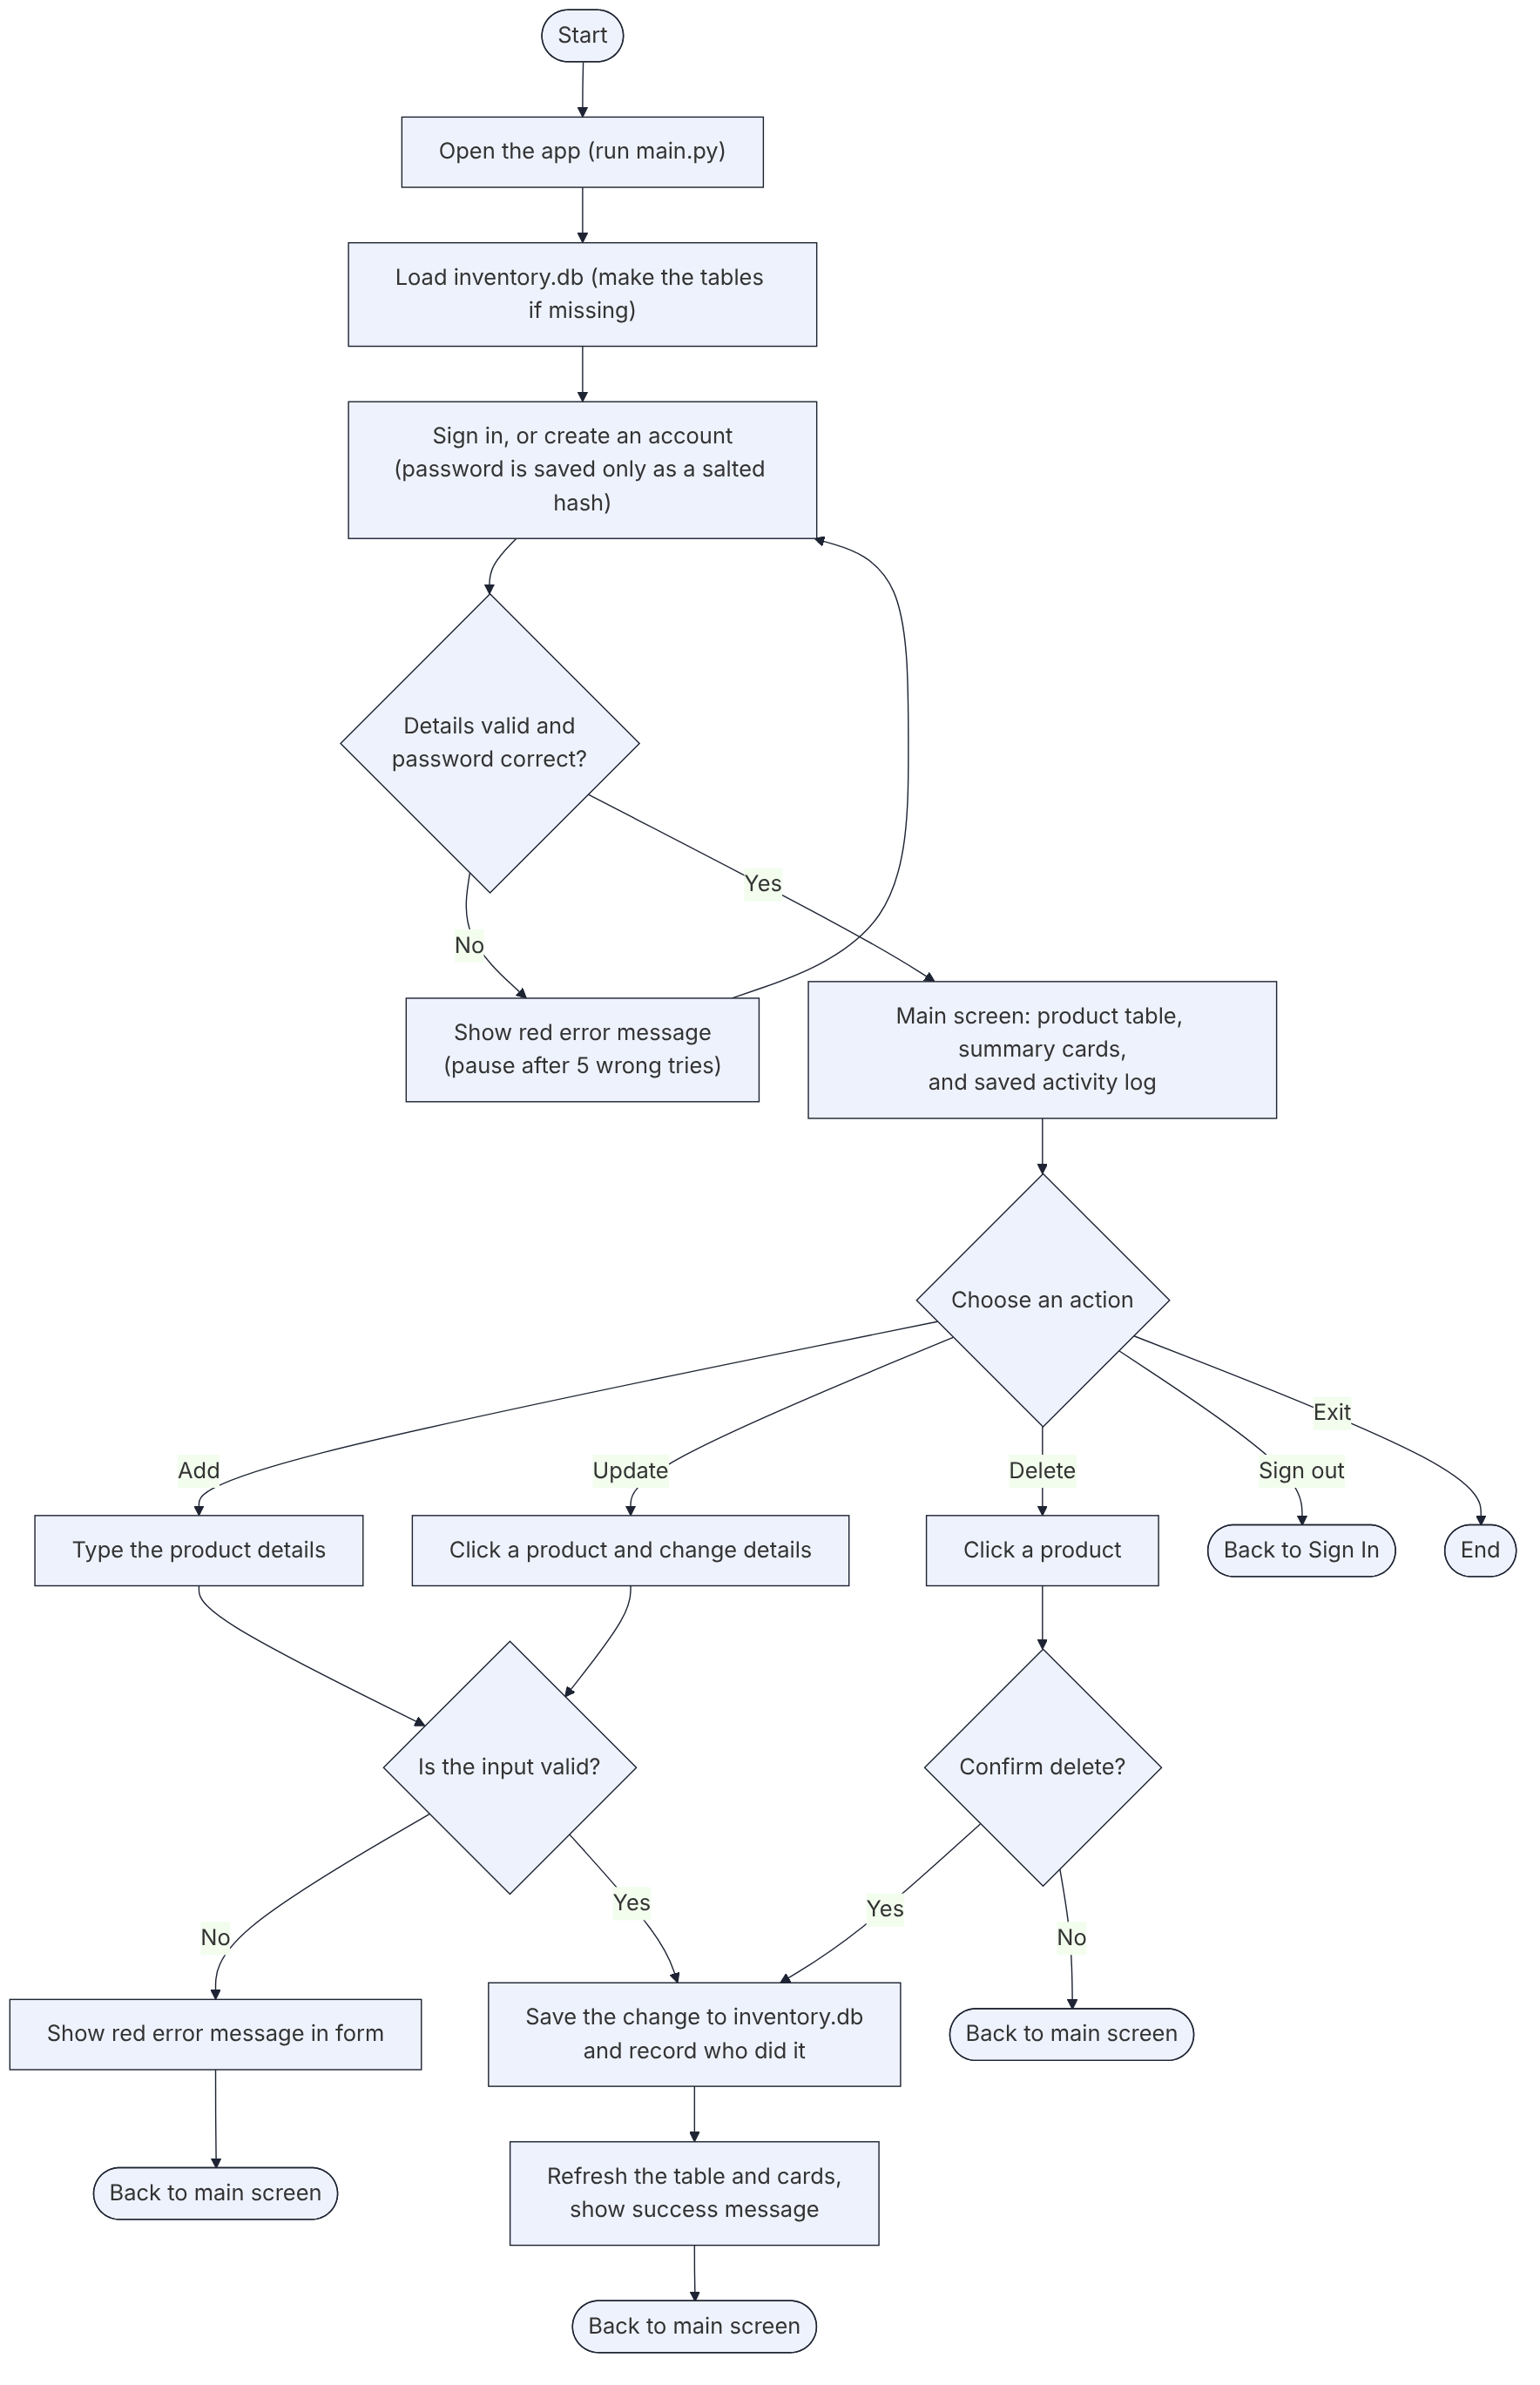 Start
Open the app (run main.py)
Load inventory.db (make the tables
if missing)
Sign in, or create an account
(password is saved only as a salted
hash)
Details valid and
password correct?
Yes
No
Show red error message
(pause after 5 wrong tries)
Main screen: product table,
summary cards,
and saved activity log
Choose an action
Exit
Add
Update
Delete
Sign out
Type the product details
Click a product and change details
Click a product
Back to Sign In
End
Is the input valid?
Confirm delete?
Yes
Yes
No
No
Show red error message in form
Save the change to inventory.db
and record who did it
Back to main screen
Back to main screen
Refresh the table and cards,
show success message
Back to main screen